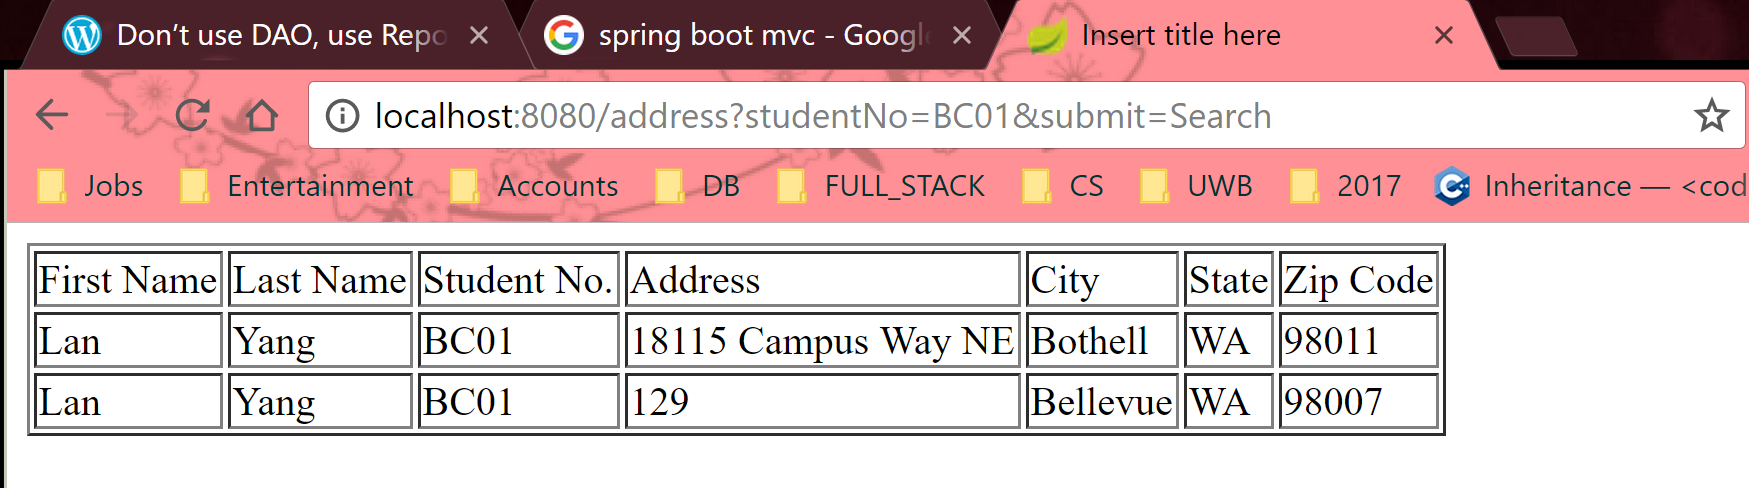 Don’t use DAO, use Repo
spring boot mvc - Google
Insert title here
localhost:8080/address?studentNo=BC01&submit=Search
Jobs Entertainment Accounts DB FULL_STACK CS UWB 2017 Inheritance — <cod
First Name Last Name Student No. Address City State Zip Code
Lan Yang BC01 18115 Campus Way NE Bothell WA 98011
Lan Yang BC01 129 Bellevue WA 98007